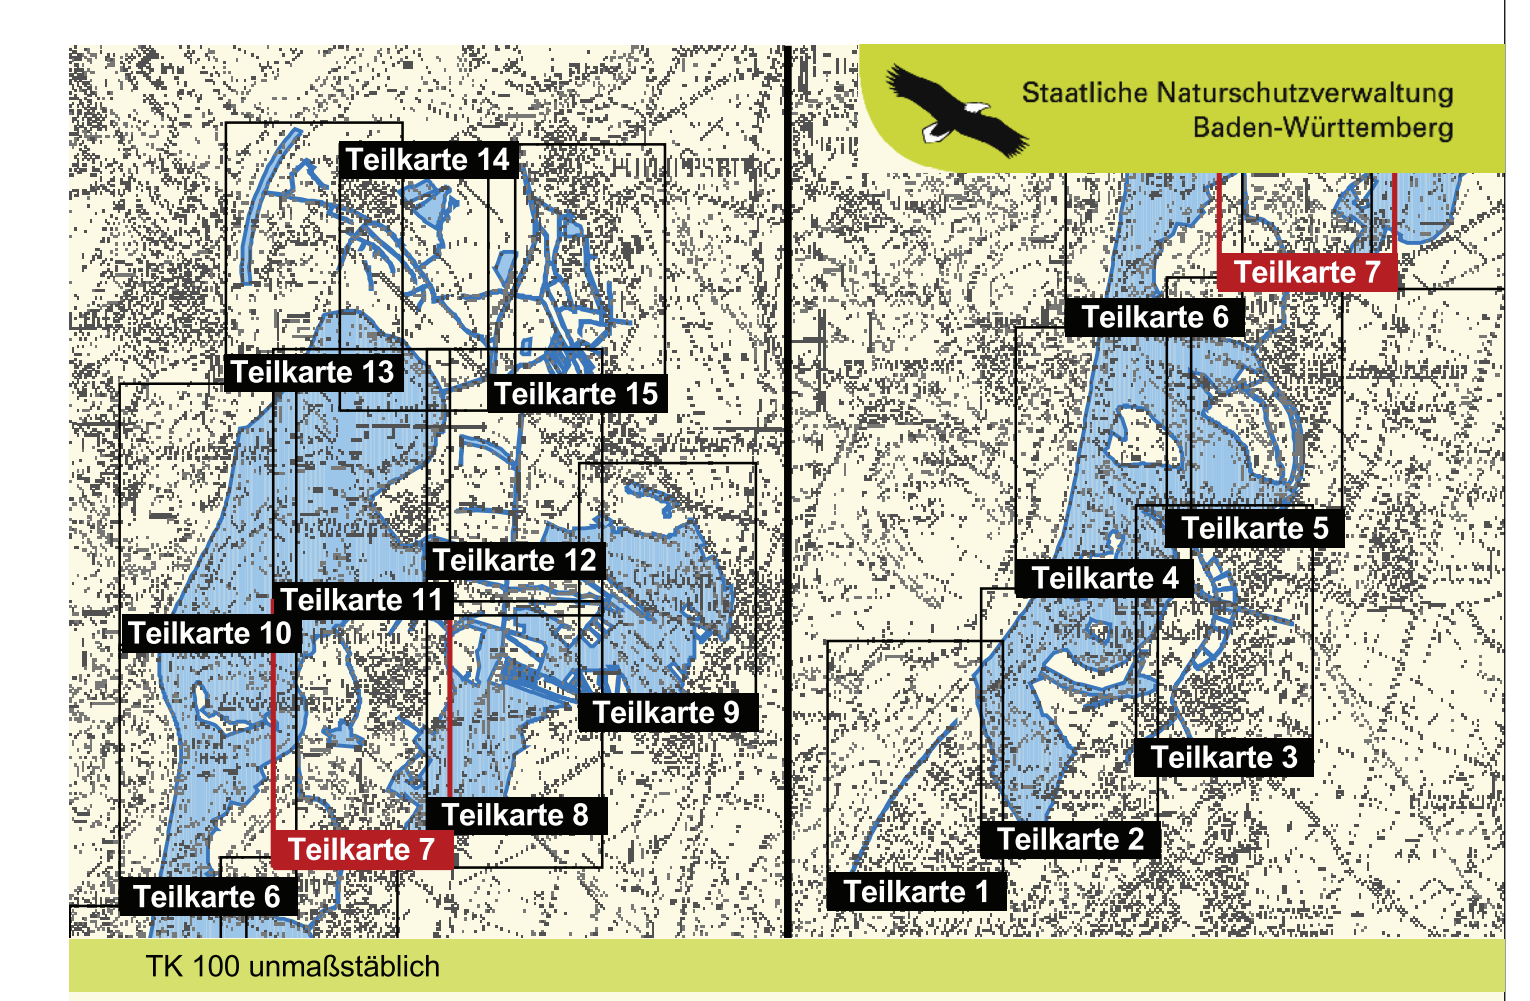 Staatliche Naturschutzverwaltung
Baden-Württemberg
Teilkarte 14
Teilkarte 13
Teilkarte 15
Teilkarte 12
Teilkarte 11
Teilkarte 10
Teilkarte 9
Teilkarte 8
Teilkarte 7
Teilkarte 6
Teilkarte 7
Teilkarte 6
Teilkarte 5
Teilkarte 4
Teilkarte 3
Teilkarte 2
Teilkarte 1
TK 100 unmaßstäblich